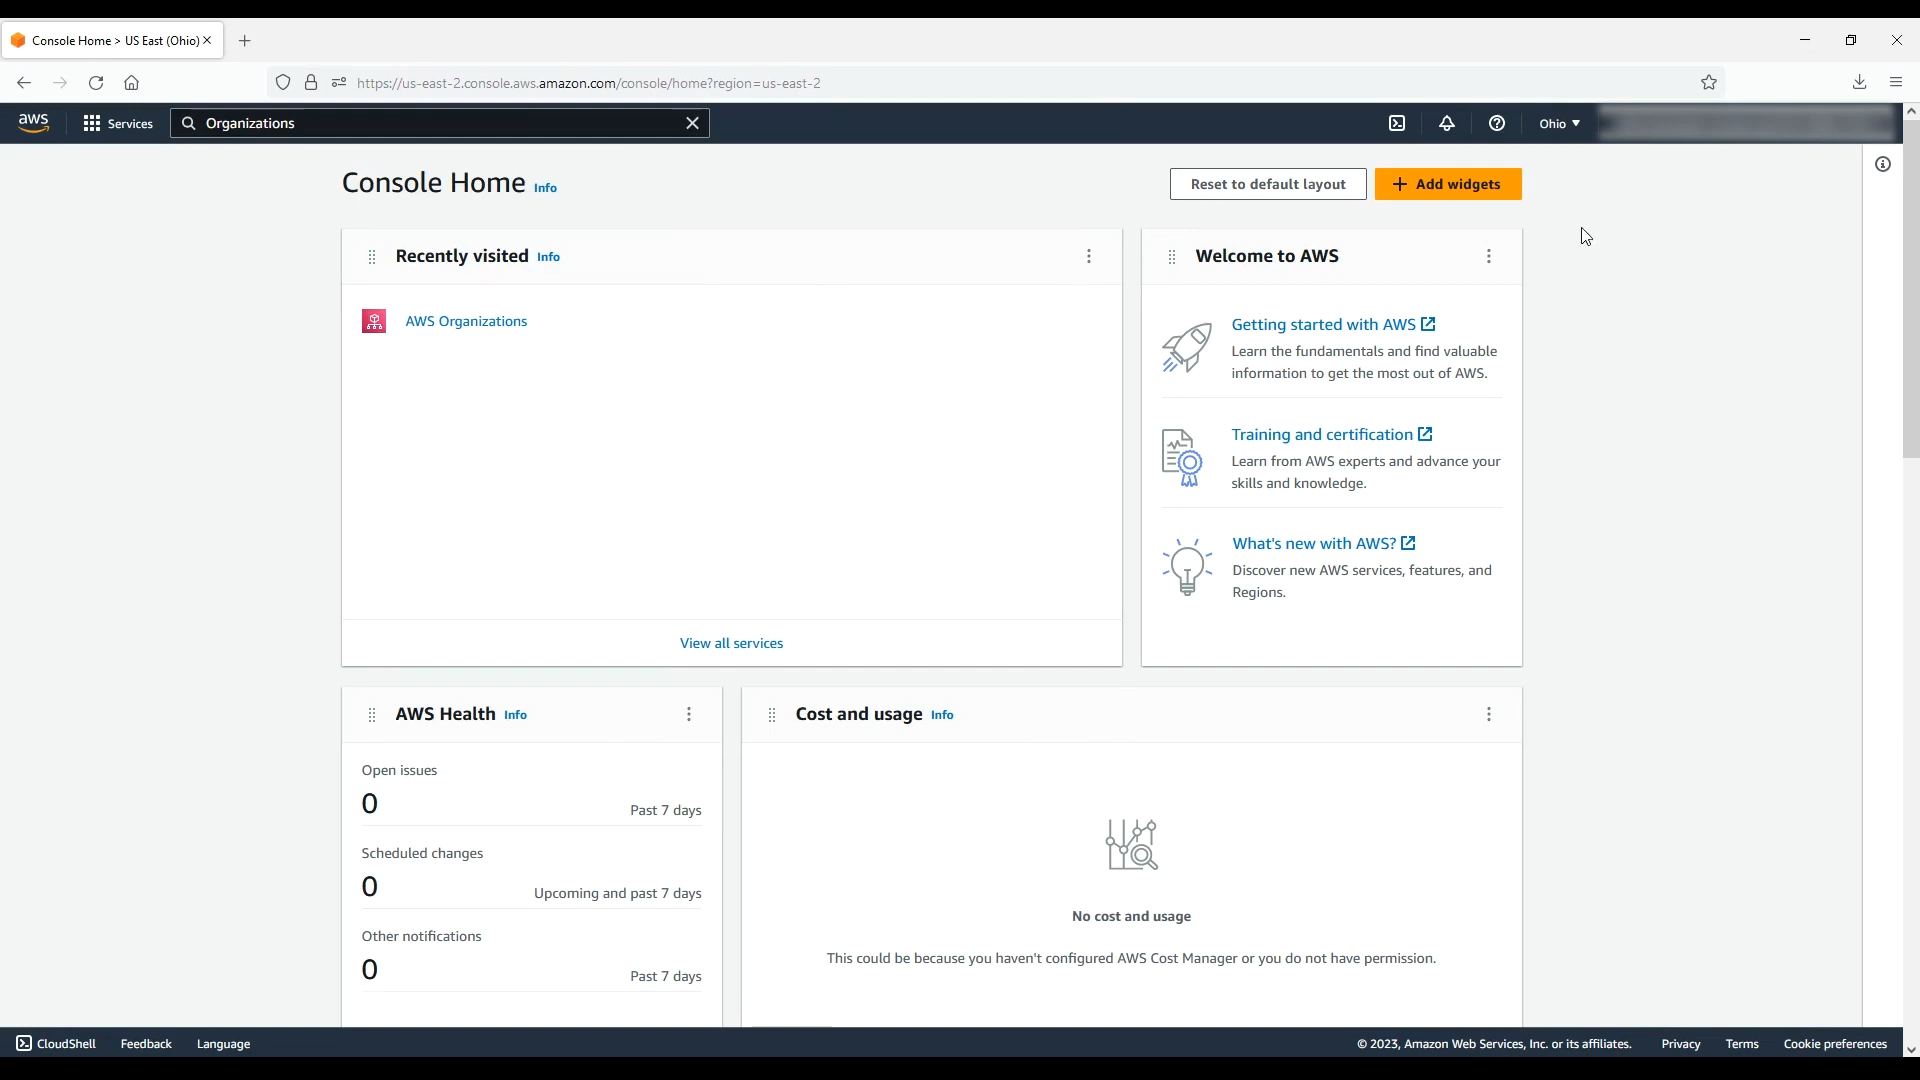 Console Home > US East (Ohio)
https://us-east-2.console.aws.amazon.com/console/home?region=us-east-2
aws
Services
Organizations
Ohio
Console Home Info
Reset to default layout
Add widgets
Recently visited Info
AWS Organizations
View all services
Welcome to AWS
Getting started with AWS
Learn the fundamentals and find valuable
information to get the most out of AWS.
Training and certification
Learn from AWS experts and advance your
skills and knowledge.
What's new with AWS?
Discover new AWS services, features, and
Regions.
AWS Health Info
Open issues
0
Past 7 days
Scheduled changes
0
Upcoming and past 7 days
Other notifications
0
Past 7 days
Cost and usage Info
No cost and usage
This could be because you haven't configured AWS Cost Manager or you do not have permission.
CloudShell
Feedback
Language
© 2023, Amazon Web Services, Inc. or its affiliates.
Privacy
Terms
Cookie preferences